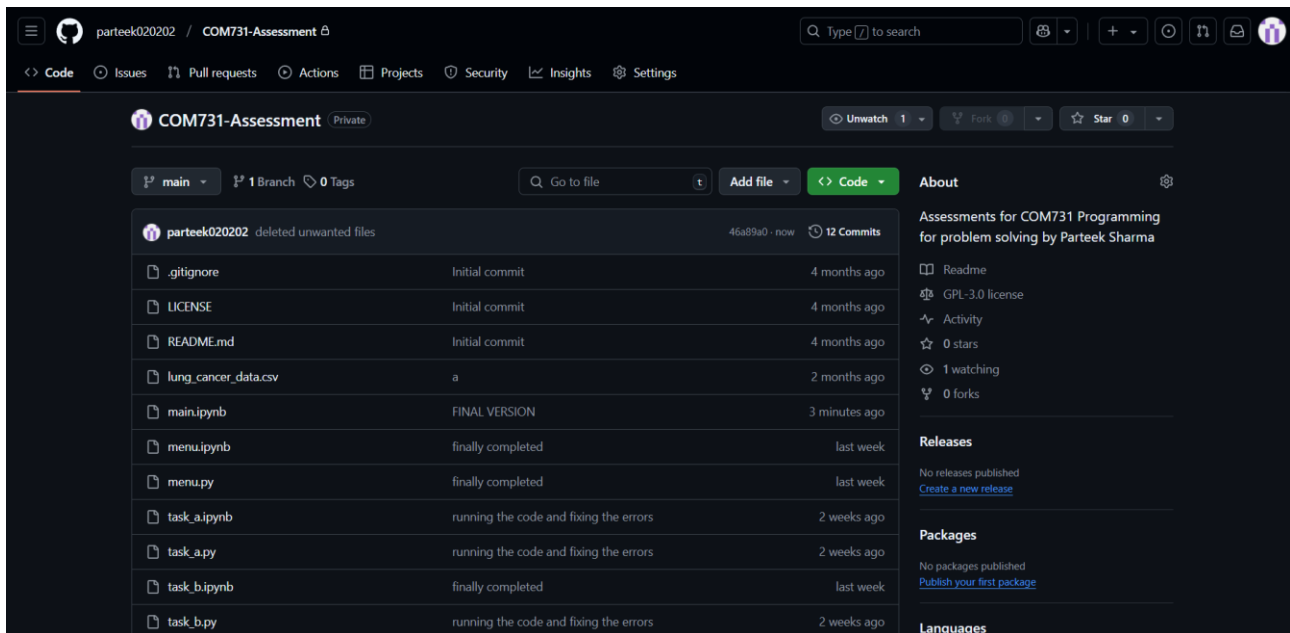 parteek020202 / COM731-Assessment
Type / to search
Code Issues Pull requests Actions Projects Security Insights Settings
COM731-Assessment Private
Unwatch 1 Fork 0 Star 0
main 1 Branch 0 Tags Go to file t Add file Code
parteek020202 deleted unwanted files 46a89a0 · now 12 Commits
.gitignore Initial commit 4 months ago
LICENSE Initial commit 4 months ago
README.md Initial commit 4 months ago
lung_cancer_data.csv a 2 months ago
main.ipynb FINAL VERSION 3 minutes ago
menu.ipynb finally completed last week
menu.py finally completed last week
task_a.ipynb running the code and fixing the errors 2 weeks ago
task_a.py running the code and fixing the errors 2 weeks ago
task_b.ipynb finally completed last week
task_b.py running the code and fixing the errors 2 weeks ago
About
Assessments for COM731 Programming
for problem solving by Parteek Sharma
Readme
GPL-3.0 license
Activity
0 stars
1 watching
0 forks
Releases
No releases published
Create a new release
Packages
No packages published
Publish your first package
Languages